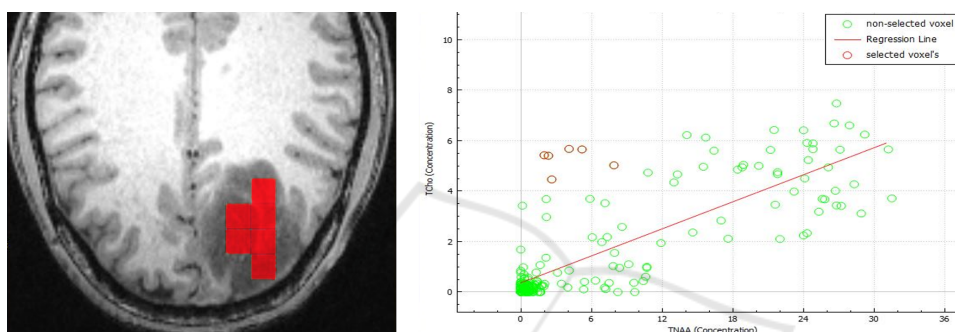 10
8
6
4
2
0
TCho (Concentration)
0
6
12
18
24
30
36
TNAA (Concentration)
non-selected voxel
Regression Line
selected voxel's